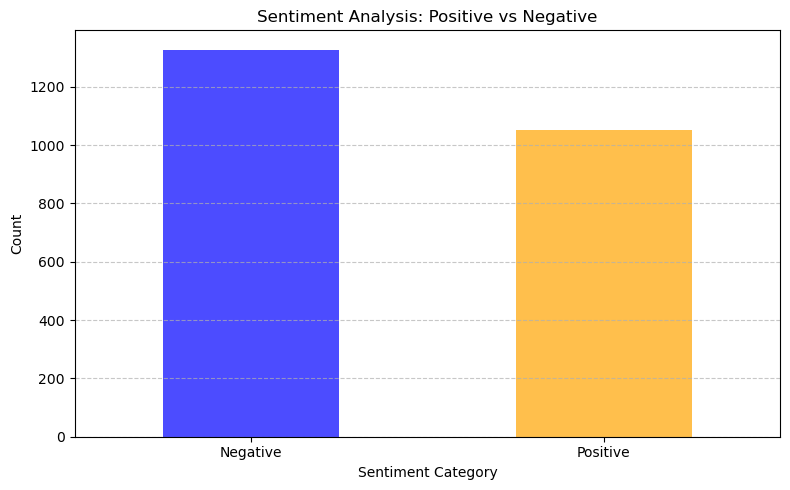 Sentiment Analysis: Positive vs Negative
1200
1000
800
600
400
200
0
Count
Negative
Positive
Sentiment Category